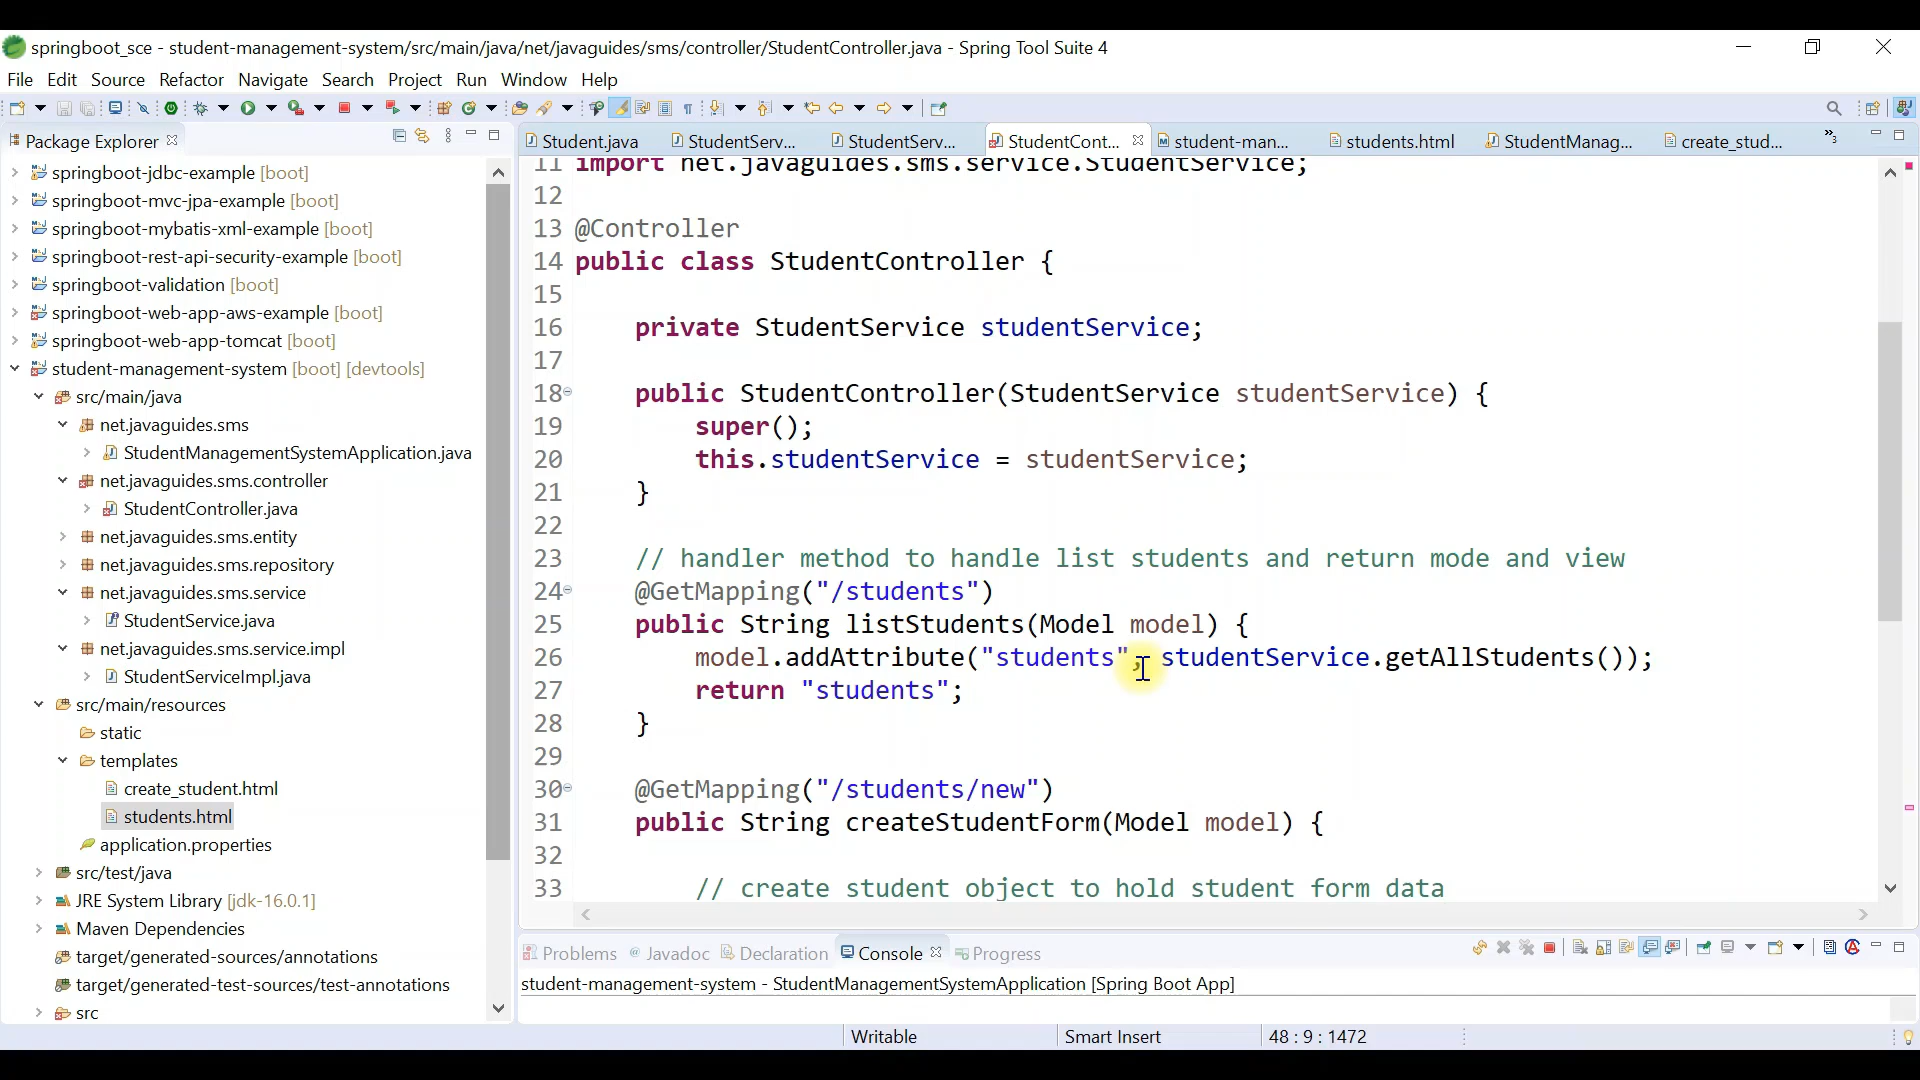 springboot_sce - student-management-system/src/main/java/net/javaguides/sms/controller/StudentController.java - Spring Tool Suite 4
File Edit Source Refactor Navigate Search Project Run Window Help
Package Explorer
springboot-jdbc-example [boot]
springboot-mvc-jpa-example [boot]
springboot-mybatis-xml-example [boot]
springboot-rest-api-security-example [boot]
springboot-validation [boot]
springboot-web-app-aws-example [boot]
springboot-web-app-tomcat [boot]
student-management-system [boot] [devtools]
src/main/java
net.javaguides.sms
StudentManagementSystemApplication.java
net.javaguides.sms.controller
StudentController.java
net.javaguides.sms.entity
net.javaguides.sms.repository
net.javaguides.sms.service
StudentService.java
net.javaguides.sms.service.impl
StudentServiceImpl.java
src/main/resources
static
templates
create_student.html
students.html
application.properties
src/test/java
JRE System Library [jdk-16.0.1]
Maven Dependencies
target/generated-sources/annotations
target/generated-test-sources/test-annotations
src
Student.java StudentServ... StudentServ... StudentCont... student-man... students.html StudentManag... create_stud... »3
11 import net.javaguides.sms.service.StudentService;
12
13 @Controller
14 public class StudentController {
15
16 private StudentService studentService;
17
18 public StudentController(StudentService studentService) {
19 super();
20 this.studentService = studentService;
21 }
22
23 // handler method to handle list students and return mode and view
24 @GetMapping("/students")
25 public String listStudents(Model model) {
26 model.addAttribute("students", studentService.getAllStudents());
27 return "students";
28 }
29
30 @GetMapping("/students/new")
31 public String createStudentForm(Model model) {
32
33 // create student object to hold student form data
Problems Javadoc Declaration Console Progress
student-management-system - StudentManagementSystemApplication [Spring Boot App]
Writable Smart Insert 48 : 9 : 1472